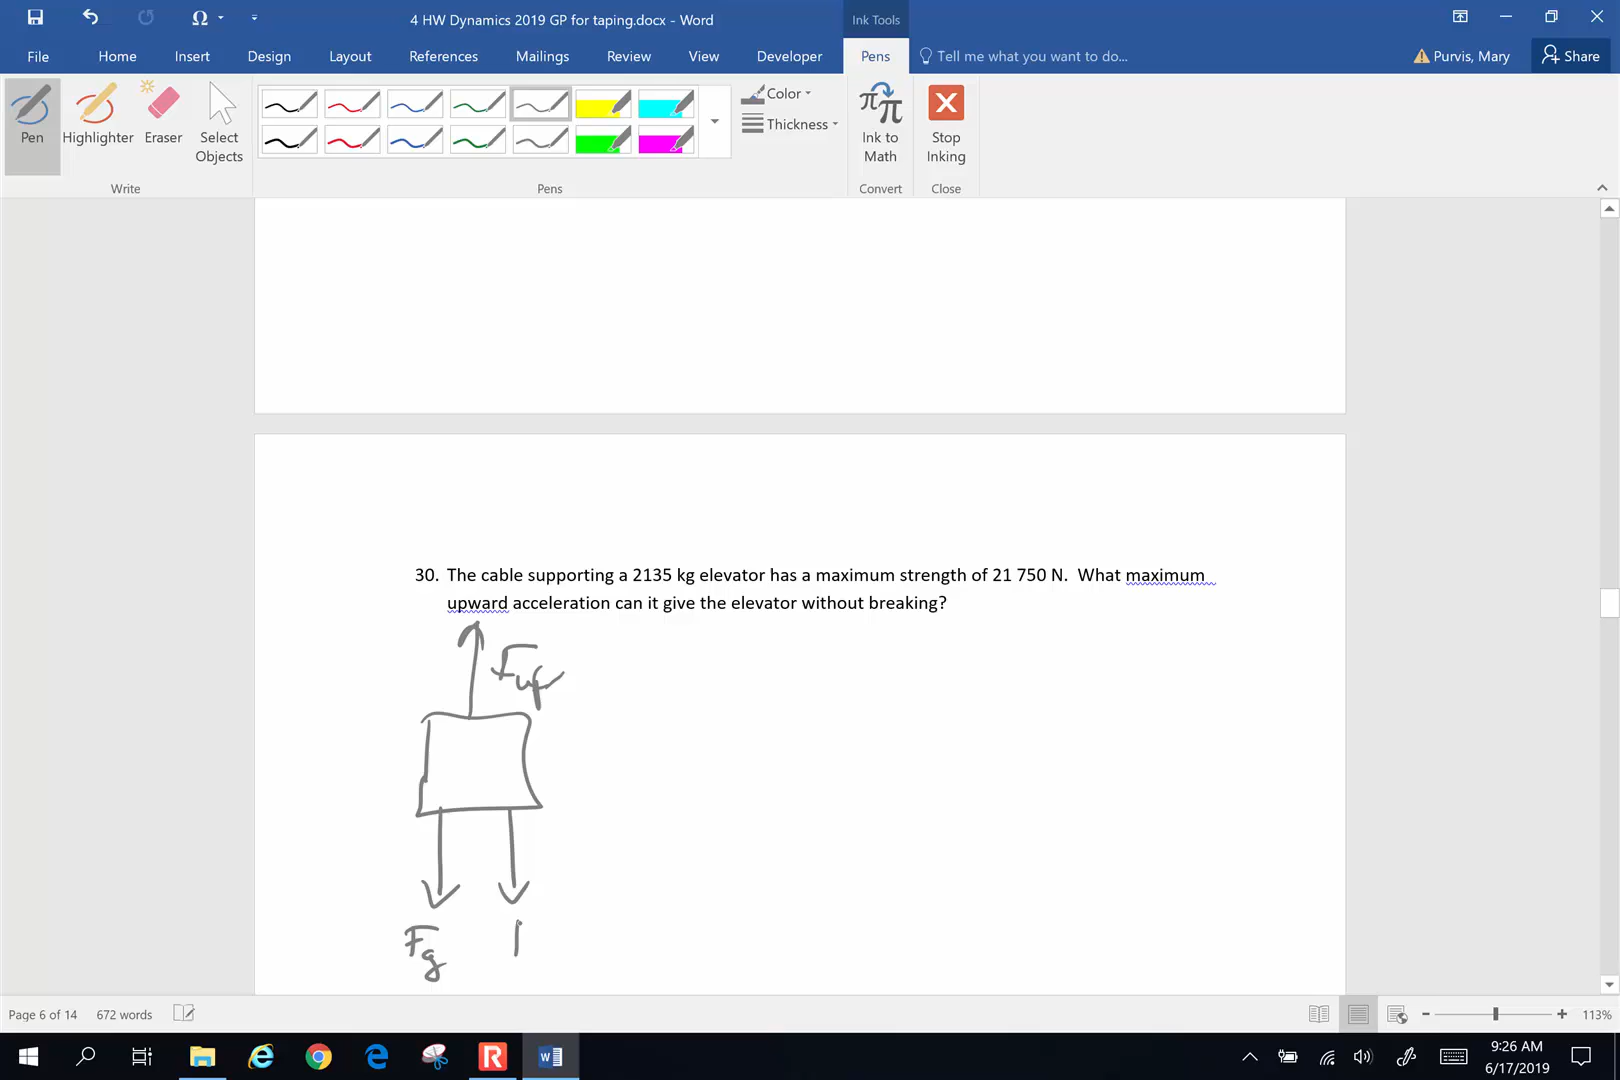 4 HW Dynamics 2019 GP for taping.docx - Word
Ink Tools
File Home Insert Design Layout References Mailings Review View Developer Pens Tell me what you want to do... Purvis, Mary Share
Pen Highlighter Eraser Select Objects
Color
Thickness
Ink to Math
Stop Inking
Write Pens Convert Close
30. The cable supporting a 2135 kg elevator has a maximum strength of 21 750 N. What maximum
upward acceleration can it give the elevator without breaking?
Fup
Fg
Page 6 of 14 672 words 113%
9:26 AM
6/17/2019